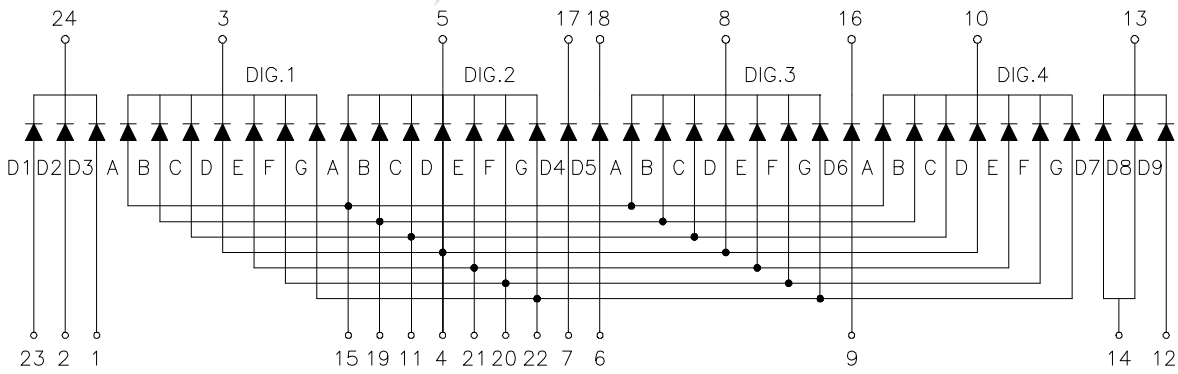 24 3 5 17 18 8 16 10 13
DIG.1 DIG.2 DIG.3 DIG.4
D1 D2 D3 A B C D E F G A B C D E F G D4 D5 A B C D E F G D6 A B C D E F G D7 D8 D9
23 2 1 15 19 11 4 21 20 22 7 6 9 14 12